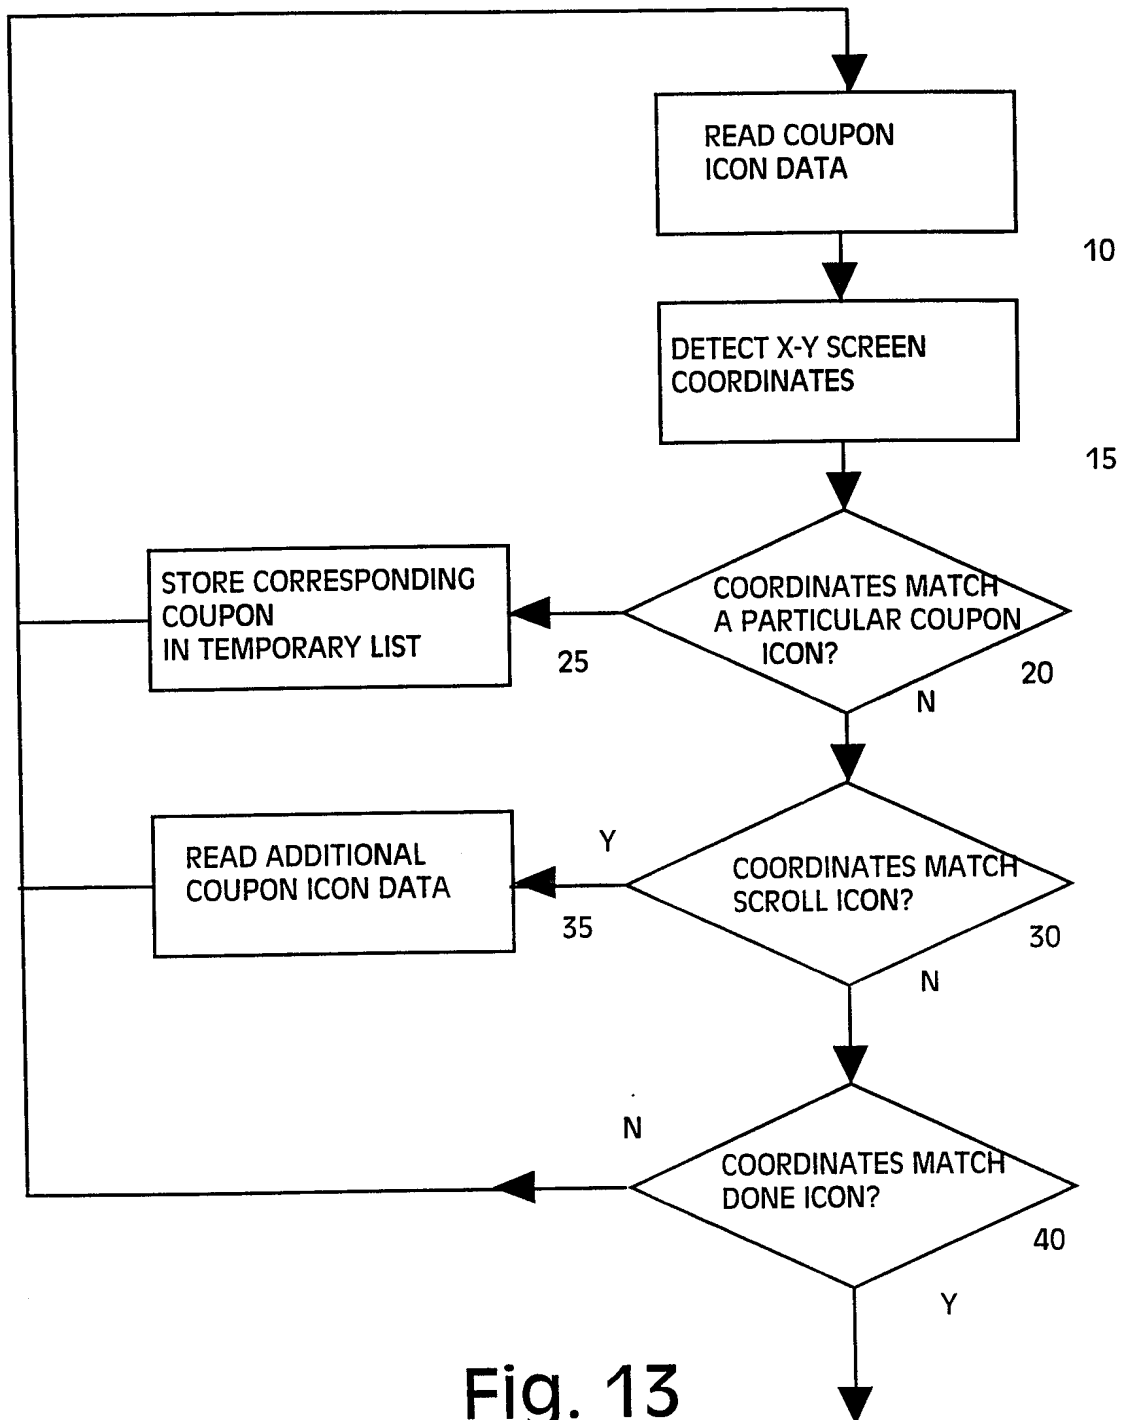 READ COUPON
ICON DATA
10
DETECT X-Y SCREEN
COORDINATES
15
COORDINATES MATCH
A PARTICULAR COUPON
ICON?
20
N
STORE CORRESPONDING
COUPON
IN TEMPORARY LIST
25
COORDINATES MATCH
SCROLL ICON?
30
N
Y
READ ADDITIONAL
COUPON ICON DATA
35
N
COORDINATES MATCH
DONE ICON?
40
Y
Fig. 13